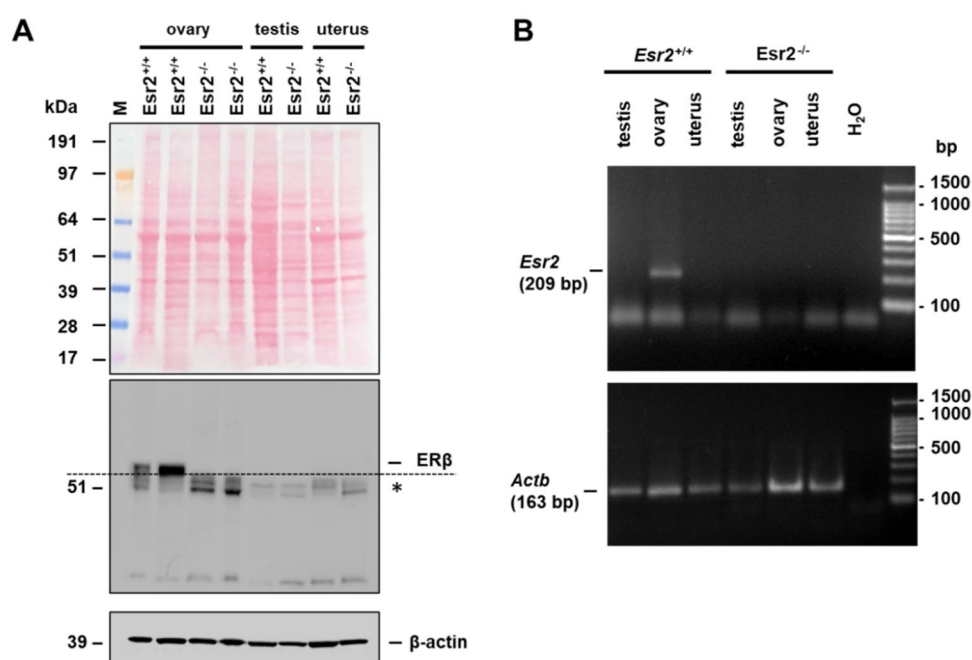 A
ovary testis uterus
kDa M Esr2+/+ Esr2+/+ Esr2-/- Esr2-/- Esr2+/+ Esr2-/- Esr2+/+ Esr2-/-
191
97
64
51
39
28
17
ERβ
51 *
39 β-actin
B
Esr2+/+ Esr2-/-
testis ovary uterus testis ovary uterus H2O
bp
1500
1000
500
100
Esr2
(209 bp)
1500
1000
500
100
Actb
(163 bp)